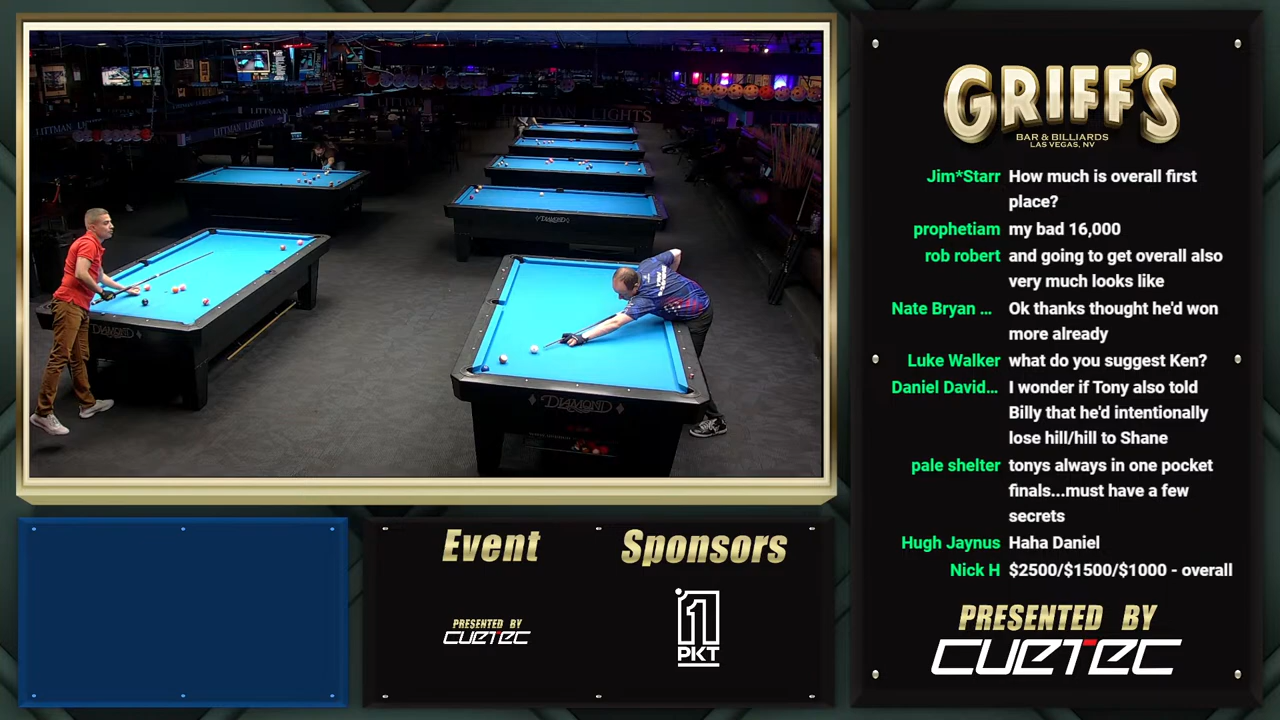 LITTMAN LIGHTS
LITTMAN LIGHTS
DIAMOND
DIAMOND
DIAMOND
GRIFF'S
BAR & BILLIARDS
LAS VEGAS, NV
Jim*Starr How much is overall first
place?
prophetiam my bad 16,000
rob robert and going to get overall also
very much looks like
Nate Bryan ... Ok thanks thought he'd won
more already
Luke Walker what do you suggest Ken?
Daniel David... I wonder if Tony also told
Billy that he'd intentionally
lose hill/hill to Shane
pale shelter tonys always in one pocket
finals...must have a few
secrets
Hugh Jaynus Haha Daniel
Nick H $2500/$1500/$1000 - overall
PRESENTED BY
CUETEC
Event Sponsors
PRESENTED BY
CUETEC
1
PKT